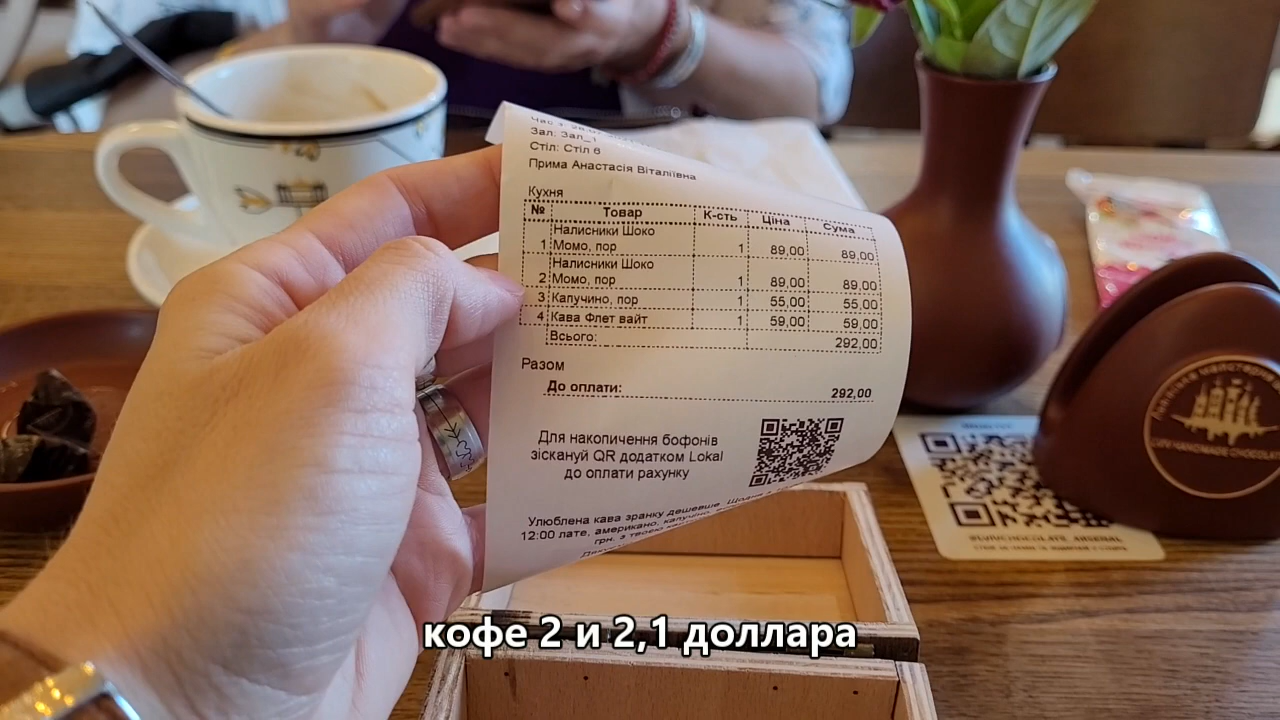 Зал: Зал_1
Стіл: Стіл 6
Прима Анастасія Віталіївна
Кухня
№ Товар К-сть Ціна Сума
Налисники Шоко
1 Момо, пор 1 89,00 89,00
Налисники Шоко
2 Момо, пор 1 89,00 89,00
3 Капучино, пор 1 55,00 55,00
4 Кава Флет вайт 1 59,00 59,00
Всього: 292,00
Разом
До оплати: 292,00
Для накопичення бофонів
зіскануй QR додатком Lokal
до оплати рахунку
Улюблена кава зранку дешевше. Щодня з
12:00 лате, американо, капучіно,
грн. з твоєю
кофе 2 и 2,1 доллара